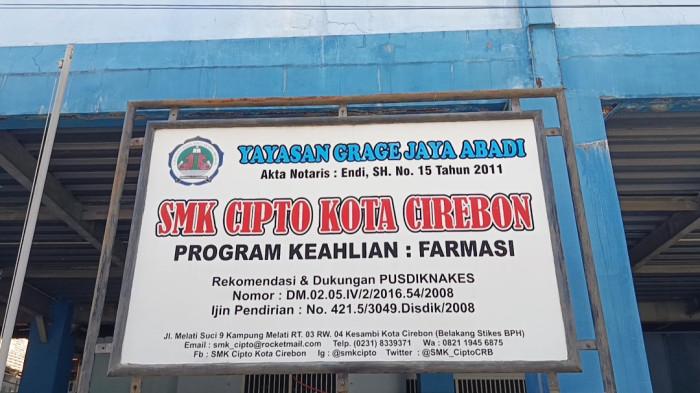 YAYASAN GRAGE JAYA ABADI
Akta Notaris : Endi, SH. No. 15 Tahun 2011
SMK CIPTO KOTA CIREBON
PROGRAM KEAHLIAN : FARMASI
Rekomendasi & Dukungan PUSDIKNAKES
Nomor : DM.02.05.IV/2/2016.54/2008
Ijin Pendirian : No. 421.5/3049.Disdik/2008
Jl. Melati Suci 9 Kampung Melati RT. 03 RW. 04 Kesambi Kota Cirebon (Belakang Stikes BPH)
Email : smk_cipto@rocketmail.com Telp. (0231) 8339371 Wa : 0821 1945 6875
Fb : SMK Cipto Kota Cirebon Ig : @smkcipto Twitter : @SMK_CiptoCRB